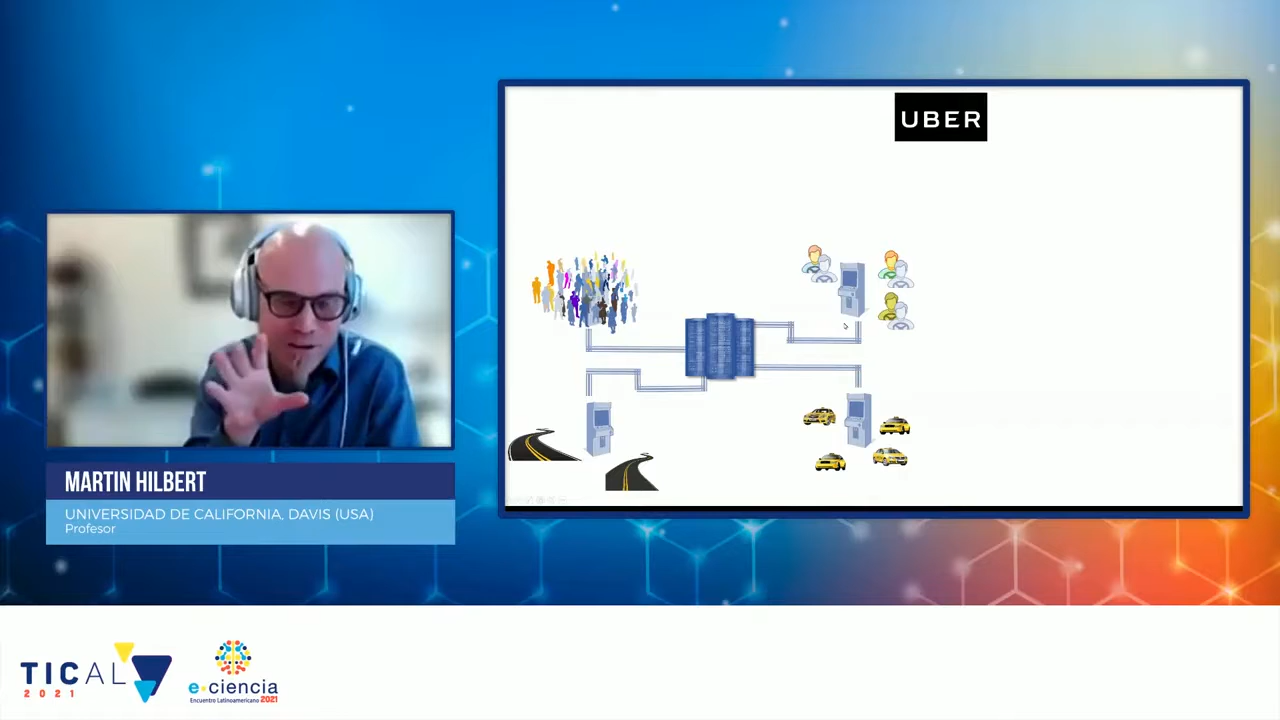 UBER
MARTIN HILBERT
UNIVERSIDAD DE CALIFORNIA, DAVIS (USA)
Profesor
TICAL
2021
e·ciencia
Encuentro Latinoamericano 2021